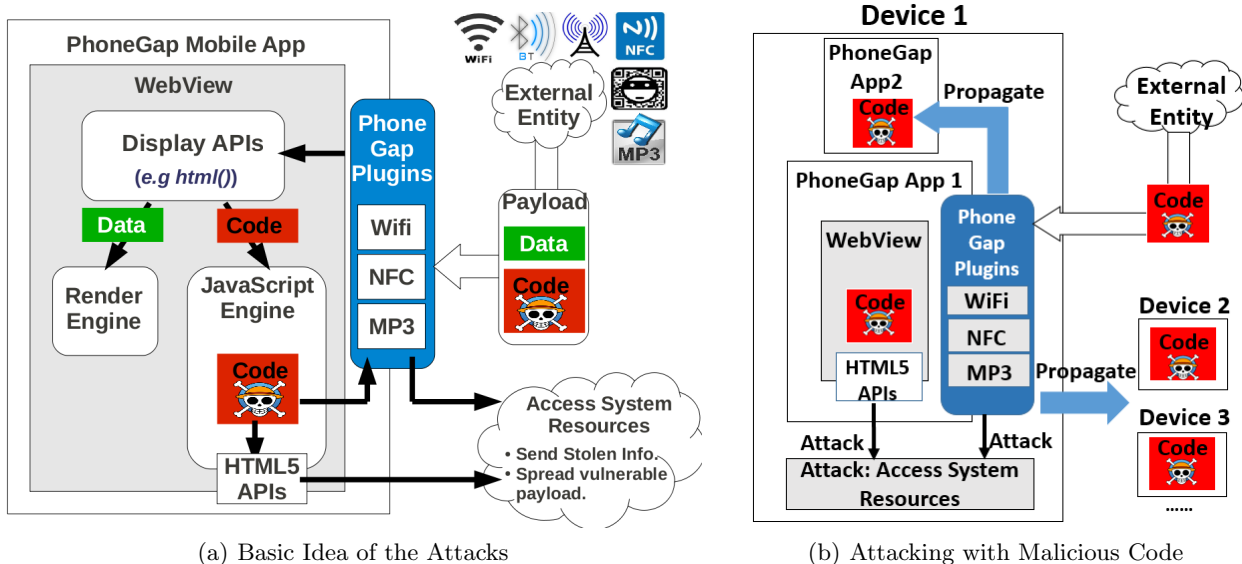 PhoneGap Mobile App
WebView
Display APIs
(e.g html())
Data
Code
Render
Engine
JavaScript
Engine
Code
HTML5
APIs
Phone
Gap
Plugins
Wifi
NFC
MP3
WiFi
BT
NFC
MP3
External
Entity
Payload
Data
Code
Access System
Resources
• Send Stolen Info.
• Spread vulnerable
payload.
(a) Basic Idea of the Attacks
Device 1
PhoneGap
App2
Code
Propagate
External
Entity
Code
PhoneGap App 1
WebView
Code
HTML5
APIs
Phone
Gap
Plugins
WiFi
NFC
MP3
Propagate
Device 2
Code
Device 3
Code
......
Attack
Attack
Attack: Access System
Resources
(b) Attacking with Malicious Code